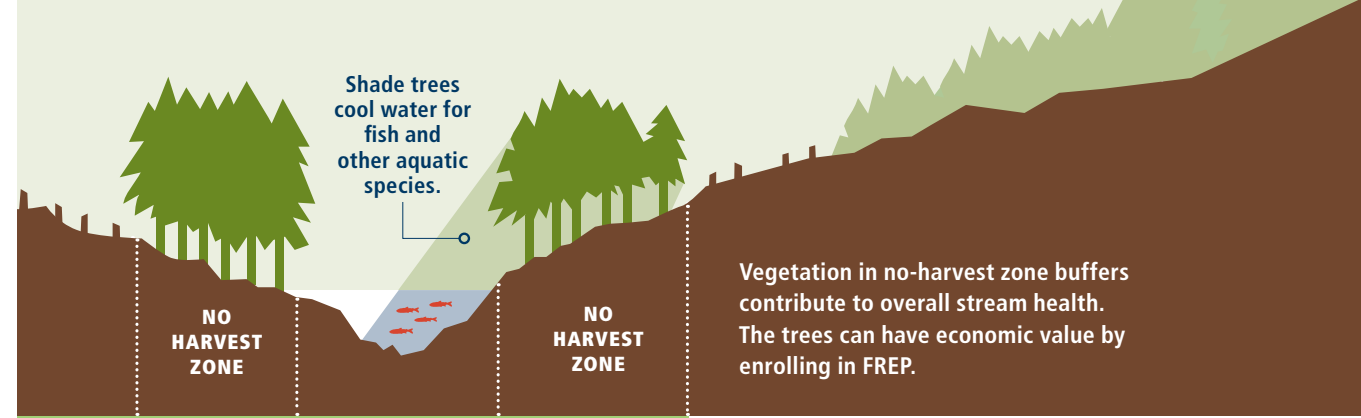 Shade trees
cool water for
fish and
other aquatic
species.
NO
HARVEST
ZONE
NO
HARVEST
ZONE
Vegetation in no-harvest zone buffers
contribute to overall stream health.
The trees can have economic value by
enrolling in FREP.